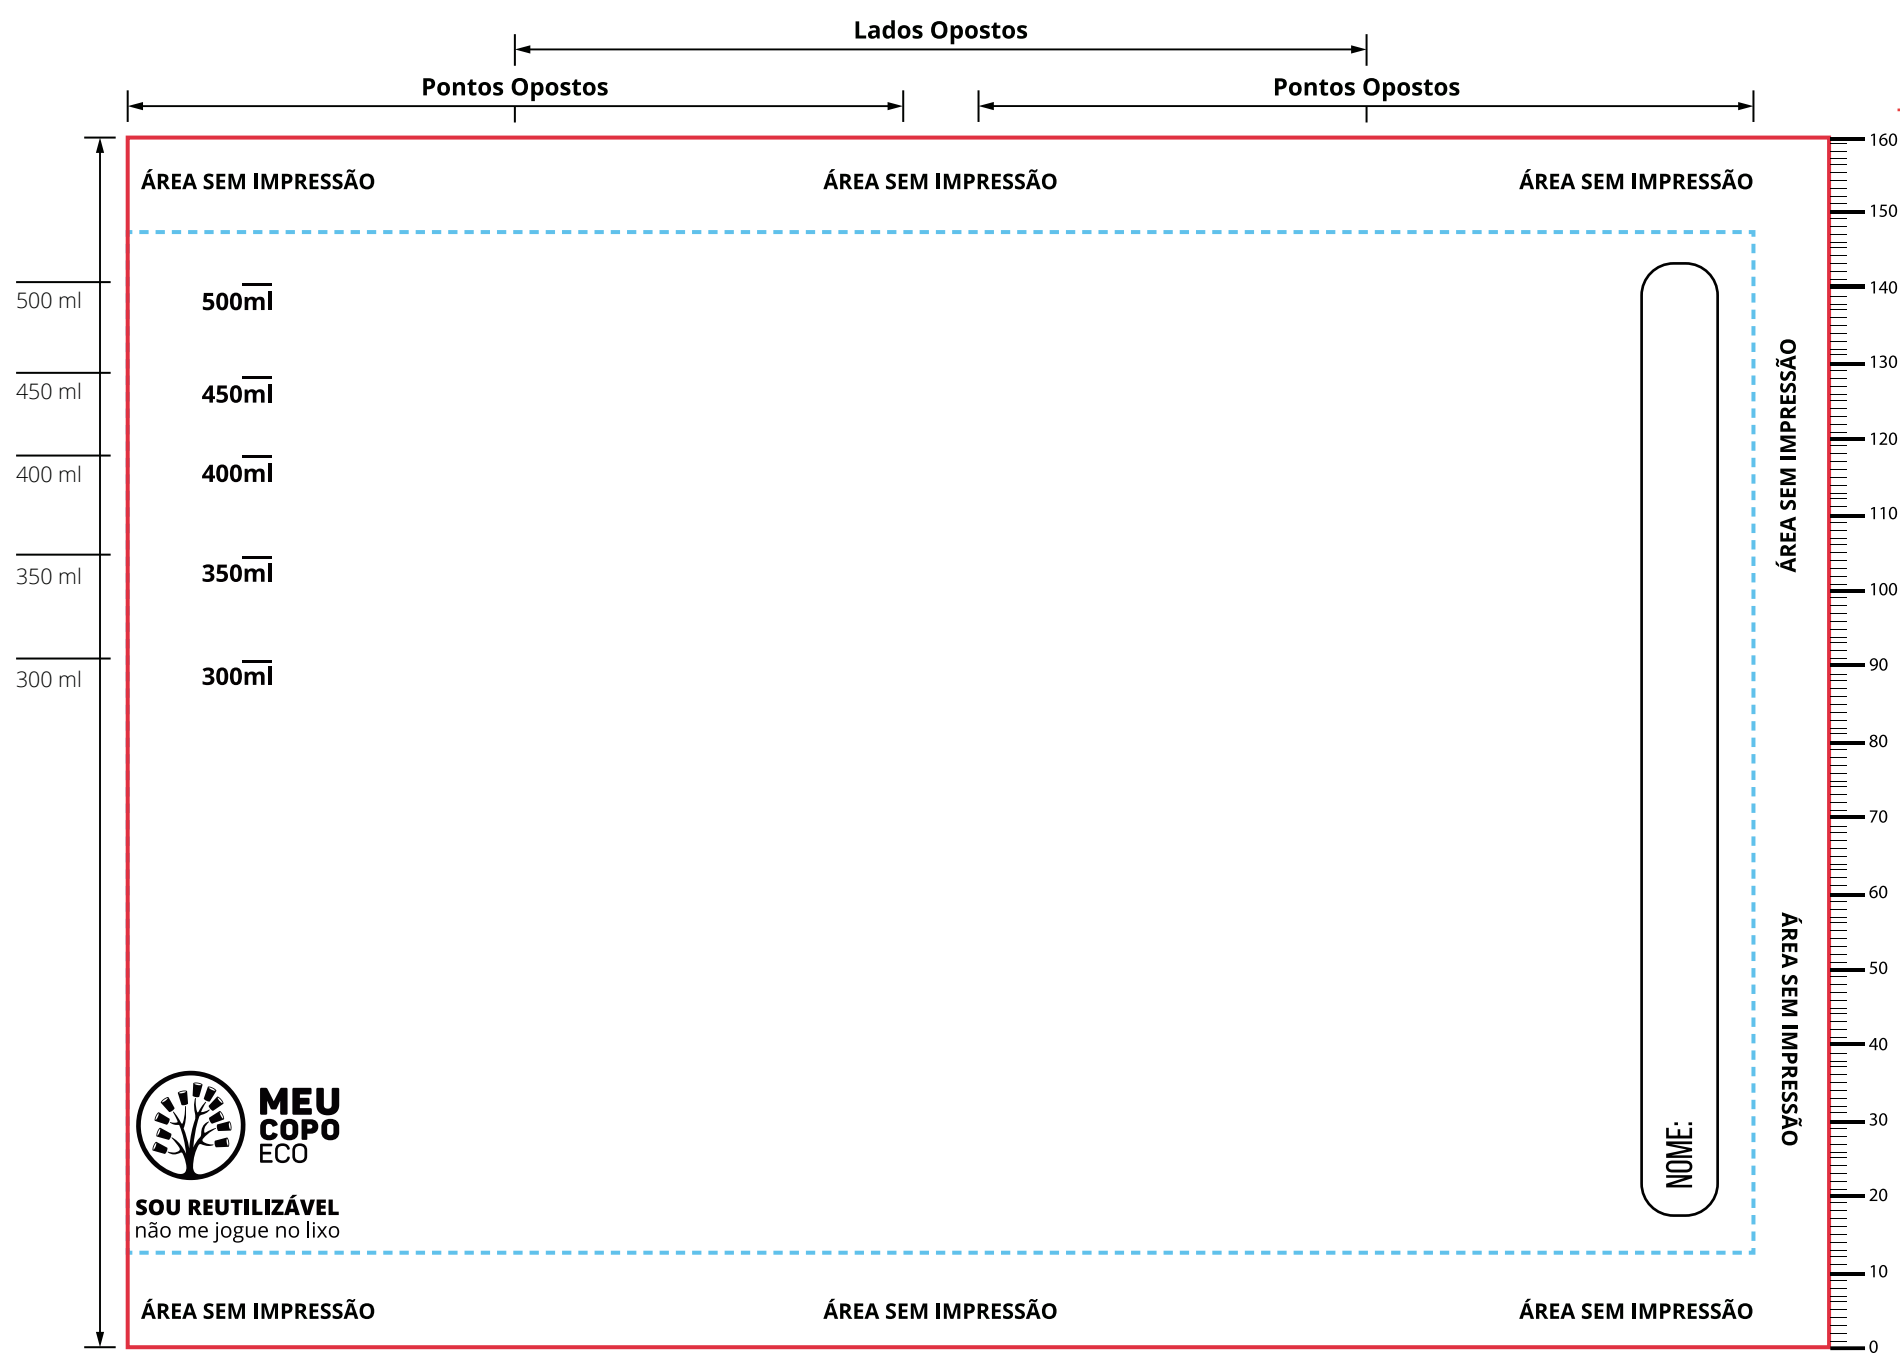 Lados Opostos
Pontos Opostos
Pontos Opostos
ÁREA SEM IMPRESSÃO
ÁREA SEM IMPRESSÃO
ÁREA SEM IMPRESSÃO
500 ml
450 ml
400 ml
350 ml
300 ml
500ml
450ml
400ml
350ml
300ml
MEU
COPO
ECO
SOU REUTILIZÁVEL
não me jogue no lixo
NOME:
ÁREA SEM IMPRESSÃO
ÁREA SEM IMPRESSÃO
160
150
140
130
120
110
100
90
80
70
60
50
40
30
20
10
0
ÁREA SEM IMPRESSÃO
ÁREA SEM IMPRESSÃO
ÁREA SEM IMPRESSÃO